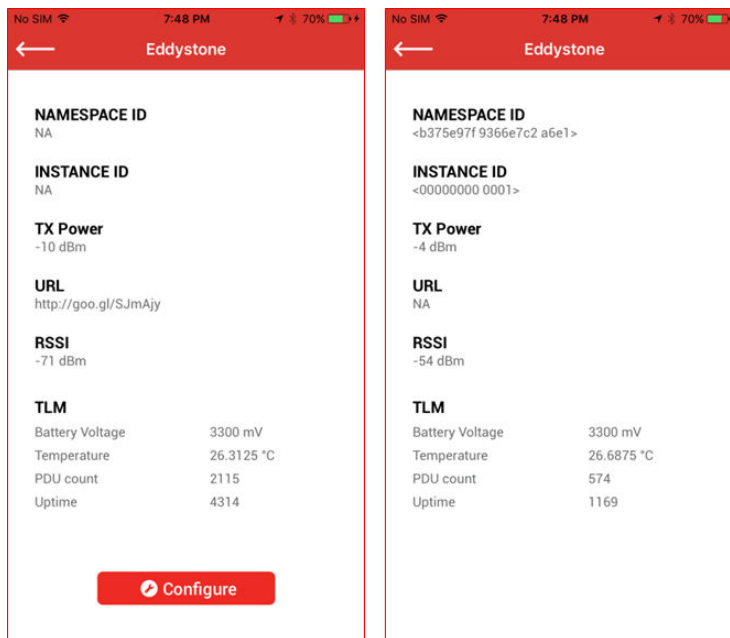 No SIM 7:48 PM 70%
Eddystone
NAMESPACE ID
NA
INSTANCE ID
NA
TX Power
-10 dBm
URL
http://goo.gl/SJmAjy
RSSI
-71 dBm
TLM
Battery Voltage 3300 mV
Temperature 26.3125 °C
PDU count 2115
Uptime 4314
Configure
No SIM 7:48 PM 70%
Eddystone
NAMESPACE ID
<b375e97f 9366e7c2 a6e1>
INSTANCE ID
<00000000 0001>
TX Power
-4 dBm
URL
NA
RSSI
-54 dBm
TLM
Battery Voltage 3300 mV
Temperature 26.6875 °C
PDU count 574
Uptime 1169